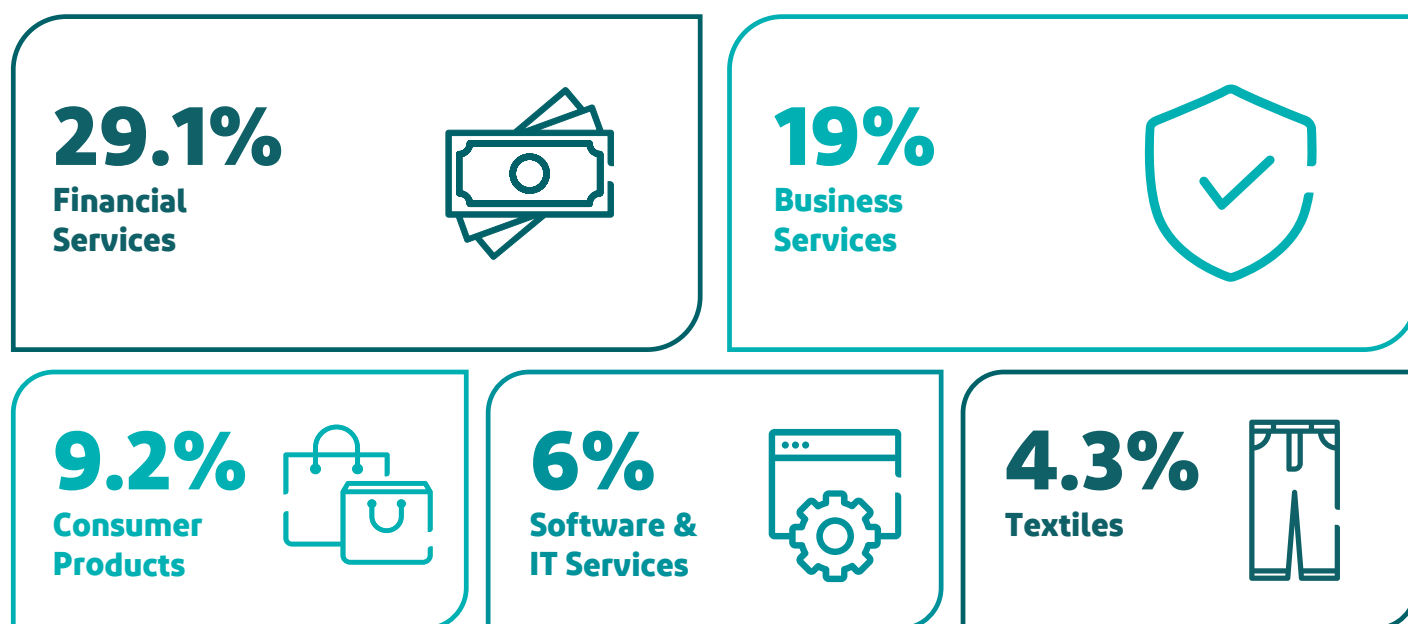 29.1%
Financial
Services
19%
Business
Services
9.2%
Consumer
Products
6%
Software &
IT Services
4.3%
Textiles